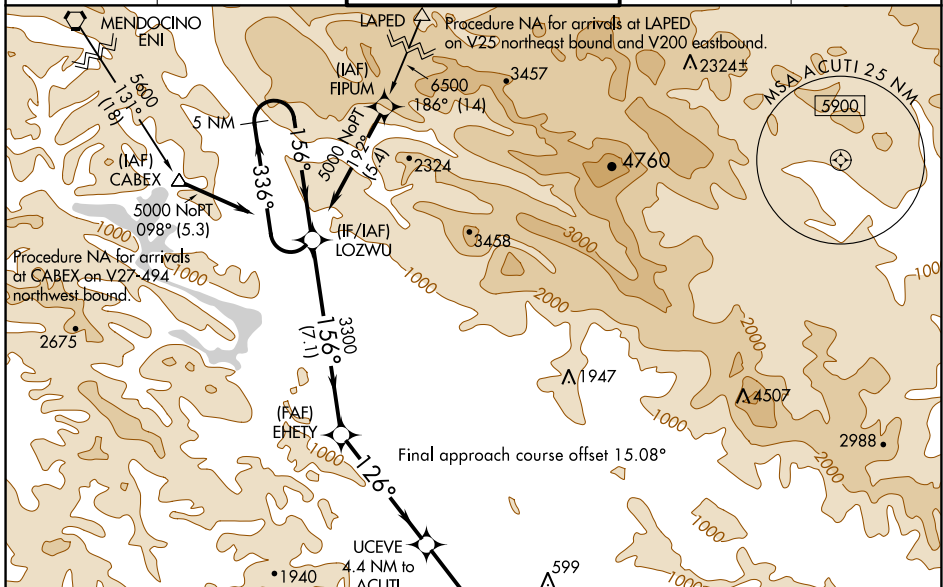 MENDOCINO
ENI
LAPED
Procedure NA for arrivals at LAPED
on V25 northeast bound and V200 eastbound.
2324±
MSA ACUTI 25 NM
5900
(IAF)
FIPUM
6500
186° (14)
3457
5600
131°
(18)
5 NM
156°
336°
5000 NoPT
192°
(5.4)
2324
4760
(IAF)
CABEX
5000 NoPT
098° (5.3)
(IF/IAF)
LOZWU
3458
3000
1000
1000
1000
1000
2000
2000
Procedure NA for arrivals
at CABEX on V27-494
northwest bound.
2675
3300
156°
(7.1)
1947
4507
1000
(FAF)
EHETY
1000
126°
Final approach course offset 15.08°
2988
2000
1000
UCEVE
4.4 NM to
ACUTI
1940
599
1000